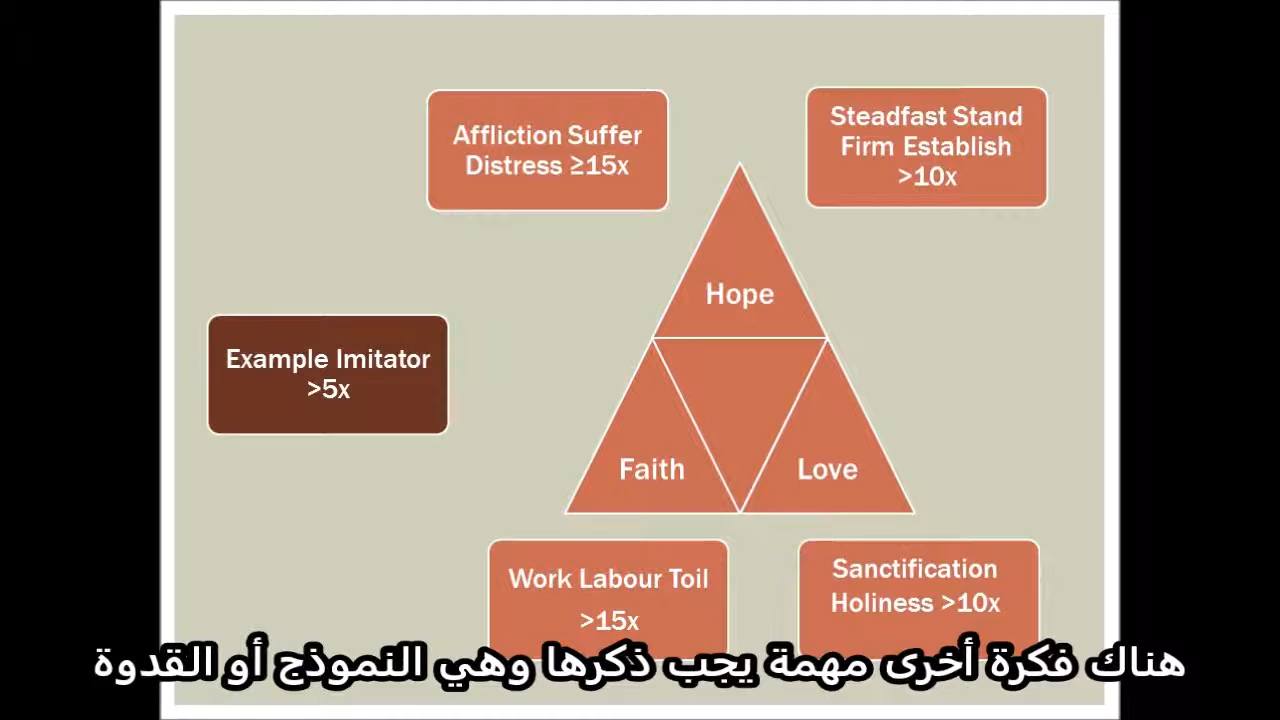 Affliction Suffer
Distress ≥15x
Steadfast Stand
Firm Establish
>10x
Hope
Example Imitator
>5x
Faith
Love
Work Labour Toil
>15x
Sanctification
Holiness >10x
هناك فكرة أخرى مهمة يجب ذكرها وهي النموذج أو القدوة